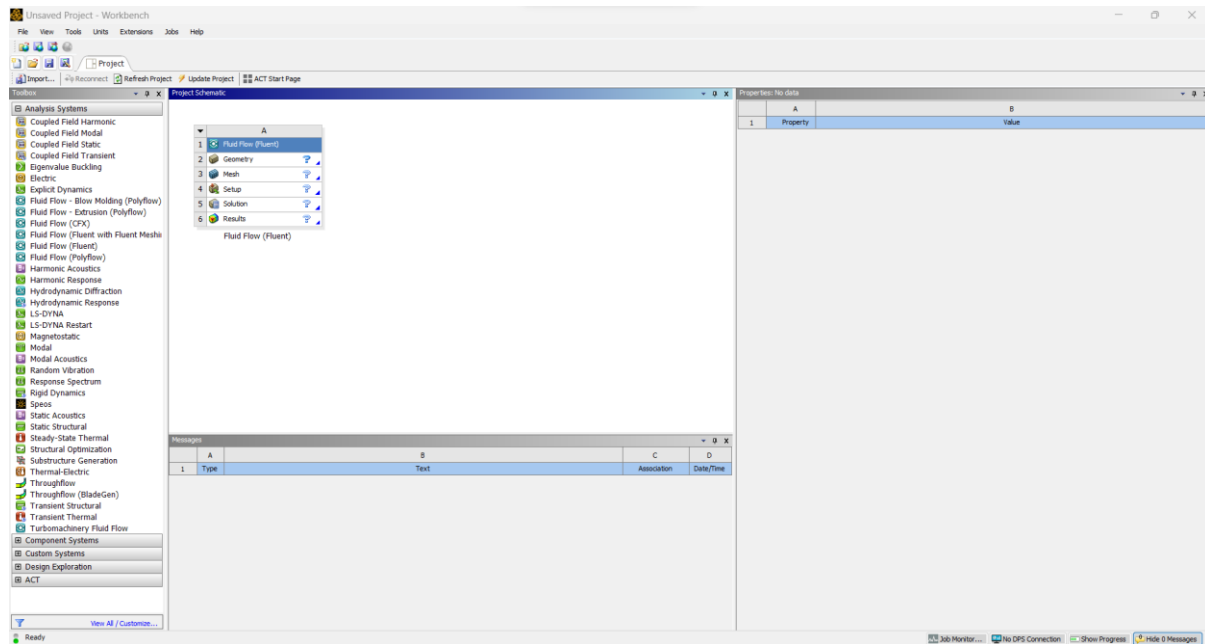 Unsaved Project - Workbench
File View Tools Units Extensions Jobs Help
Project
Import... Reconnect Refresh Project Update Project ACT Start Page
Toolbox
Analysis Systems
Coupled Field Harmonic
Coupled Field Modal
Coupled Field Static
Coupled Field Transient
Eigenvalue Buckling
Electric
Explicit Dynamics
Fluid Flow - Blow Molding (Polyflow)
Fluid Flow - Extrusion (Polyflow)
Fluid Flow (CFX)
Fluid Flow (Fluent with Fluent Meshi
Fluid Flow (Fluent)
Fluid Flow (Polyflow)
Harmonic Acoustics
Harmonic Response
Hydrodynamic Diffraction
Hydrodynamic Response
LS-DYNA
LS-DYNA Restart
Magnetostatic
Modal
Modal Acoustics
Random Vibration
Response Spectrum
Rigid Dynamics
Speos
Static Acoustics
Static Structural
Steady-State Thermal
Structural Optimization
Substructure Generation
Thermal-Electric
Throughflow
Throughflow (BladeGen)
Transient Structural
Transient Thermal
Turbomachinery Fluid Flow
Component Systems
Custom Systems
Design Exploration
ACT
View All / Customize...
Project Schematic
A
1 Fluid Flow (Fluent)
2 Geometry ?
3 Mesh ?
4 Setup ?
5 Solution ?
6 Results ?
Fluid Flow (Fluent)
Messages
A B C D
1 Type Text Association Date/Time
Properties: No data
A B
1 Property Value
Ready
Job Monitor... No DPS Connection Show Progress Hide 0 Messages